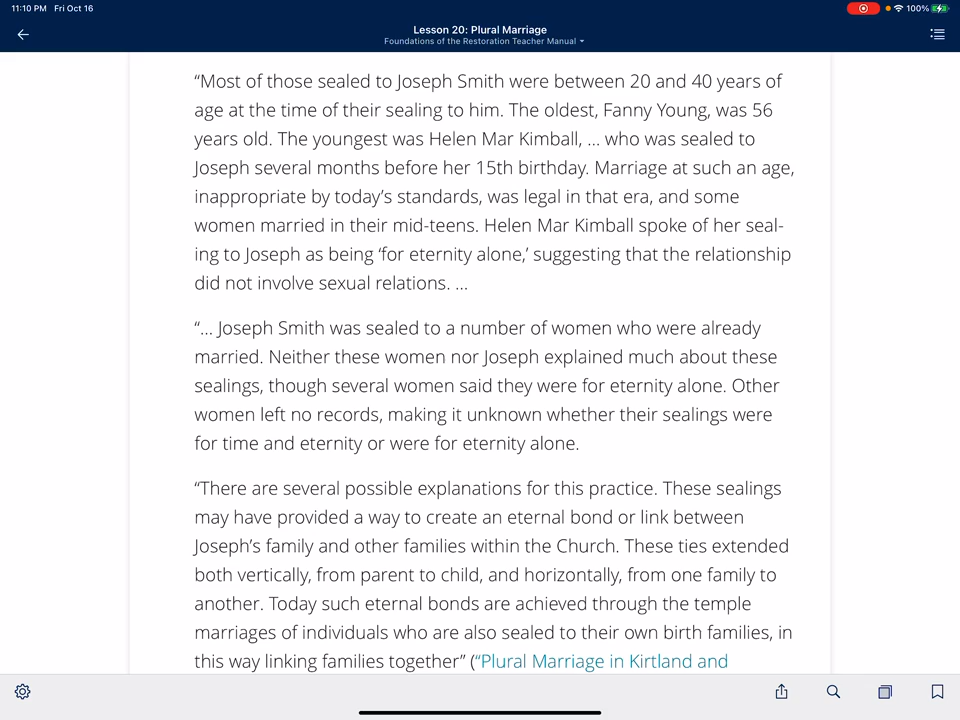 11:10 PM Fri Oct 16
100%
Lesson 20: Plural Marriage
Foundations of the Restoration Teacher Manual
“Most of those sealed to Joseph Smith were between 20 and 40 years of
age at the time of their sealing to him. The oldest, Fanny Young, was 56
years old. The youngest was Helen Mar Kimball, … who was sealed to
Joseph several months before her 15th birthday. Marriage at such an age,
inappropriate by today’s standards, was legal in that era, and some
women married in their mid-teens. Helen Mar Kimball spoke of her seal-
ing to Joseph as being ‘for eternity alone,’ suggesting that the relationship
did not involve sexual relations. …
“… Joseph Smith was sealed to a number of women who were already
married. Neither these women nor Joseph explained much about these
sealings, though several women said they were for eternity alone. Other
women left no records, making it unknown whether their sealings were
for time and eternity or were for eternity alone.
“There are several possible explanations for this practice. These sealings
may have provided a way to create an eternal bond or link between
Joseph’s family and other families within the Church. These ties extended
both vertically, from parent to child, and horizontally, from one family to
another. Today such eternal bonds are achieved through the temple
marriages of individuals who are also sealed to their own birth families, in
this way linking families together” (“Plural Marriage in Kirtland and